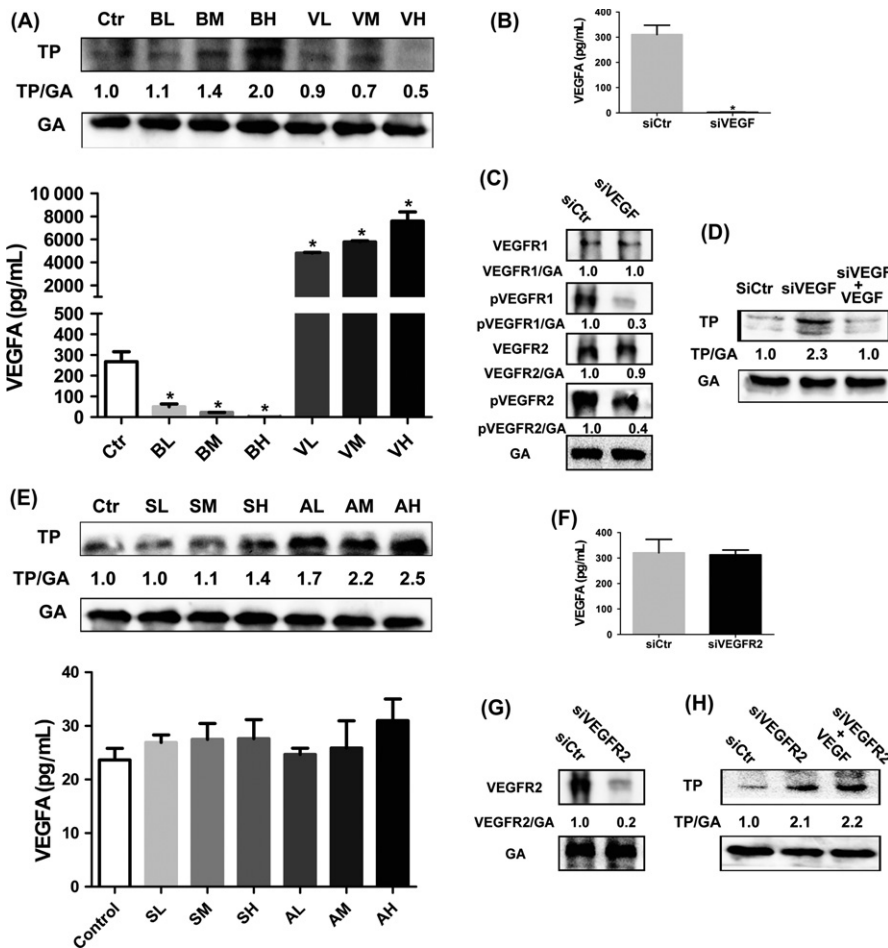 (A)
Ctr BL BM BH VL VM VH
TP
TP/GA 1.0 1.1 1.4 2.0 0.9 0.7 0.5
GA
VEGFA (pg/mL)
10 000
8000
6000
4000
2000
500
400
300
200
100
0
* * * * * *
Ctr BL BM BH VL VM VH
(B)
VEGFA (pg/mL)
400
300
200
100
0
*
siCtr siVEGF
(C)
siCtr siVEGF
VEGFR1
VEGFR1/GA 1.0 1.0
pVEGFR1
pVEGFR1/GA 1.0 0.3
VEGFR2
VEGFR2/GA 1.0 0.9
pVEGFR2
pVEGFR2/GA 1.0 0.4
GA
(D)
SiCtr siVEGF siVEGF
+
VEGF
TP
TP/GA 1.0 2.3 1.0
GA
(E)
Ctr SL SM SH AL AM AH
TP
TP/GA 1.0 1.0 1.1 1.4 1.7 2.2 2.5
GA
VEGFA (pg/mL)
40
30
20
10
0
Control SL SM SH AL AM AH
(F)
VEGFA (pg/mL)
400
300
200
100
0
siCtr siVEGFR2
(G)
siCtr siVEGFR2
VEGFR2
VEGFR2/GA 1.0 0.2
GA
(H)
siCtr siVEGFR2 siVEGFR2
+
VEGF
TP
TP/GA 1.0 2.1 2.2
GA